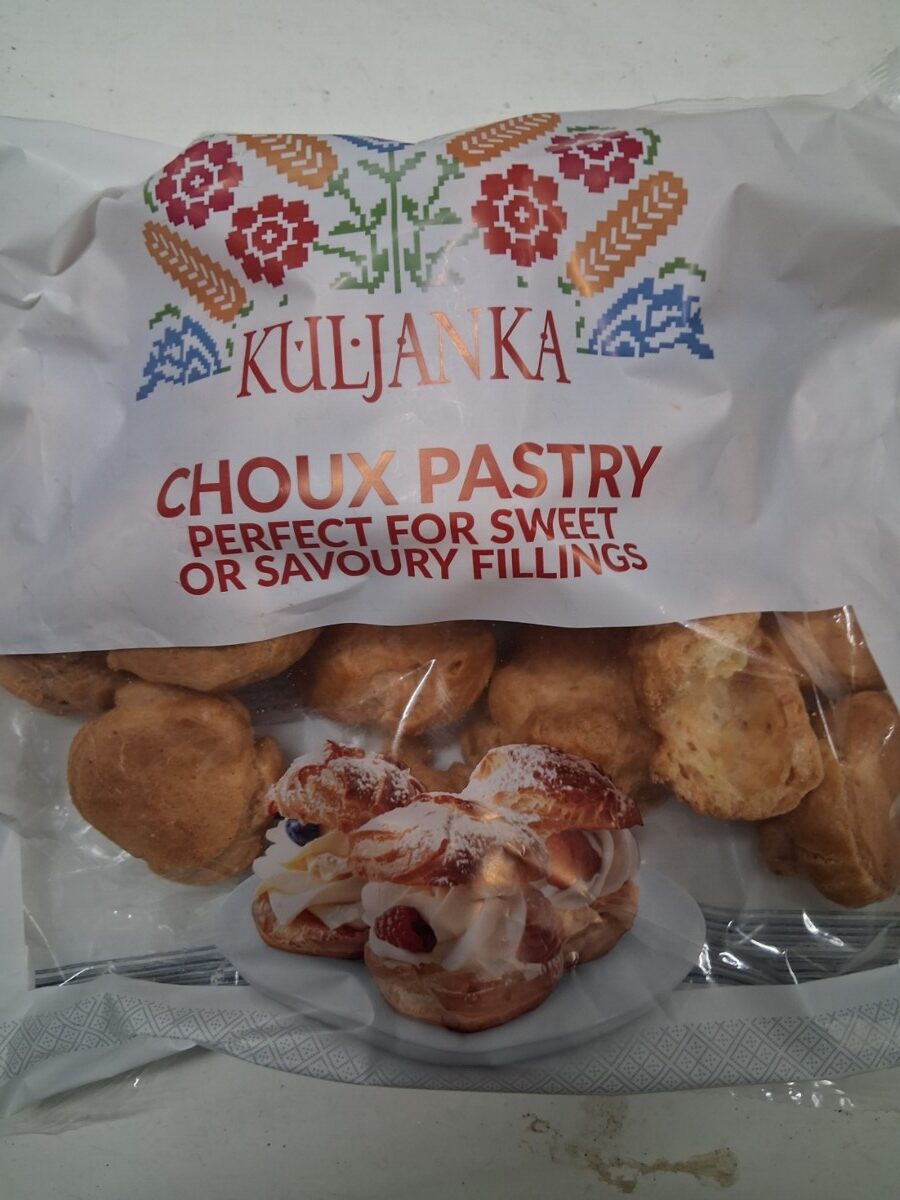 KULJANKA
CHOUX PASTRY
PERFECT FOR SWEET
OR SAVOURY FILLINGS